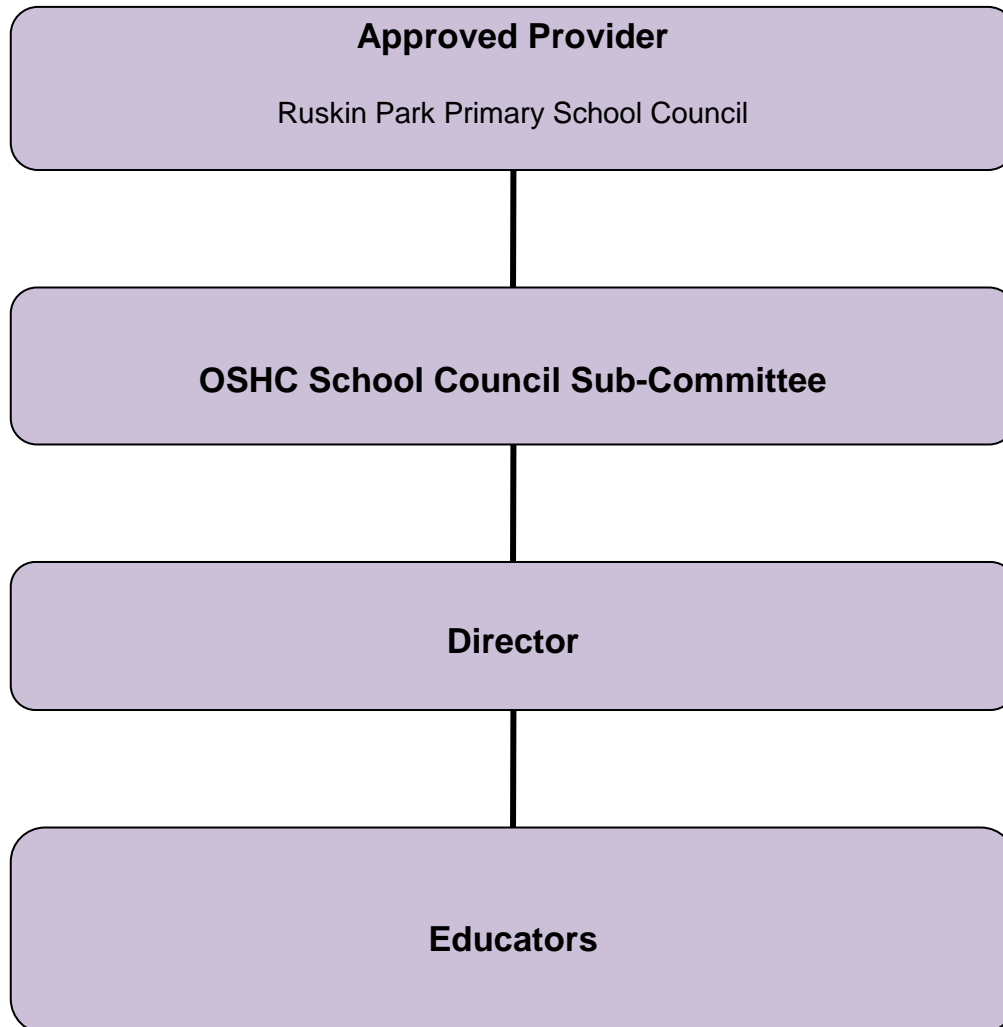 Approved Provider
Ruskin Park Primary School Council
OSHC School Council Sub-Committee
Director
Educators